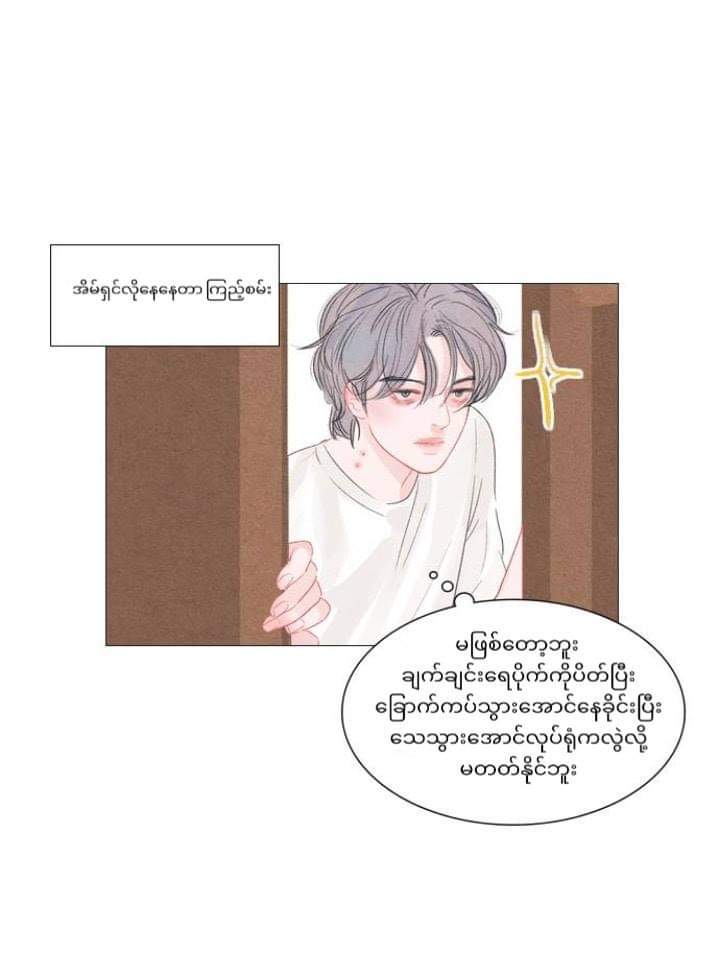 အိမ်ရှင်လိုနေနေတာ ကြည့်စမ်း
မဖြစ်တော့ဘူး
ချက်ချင်းရေပိုက်ကိုပိတ်ပြီး
ခြောက်ကပ်သွားအောင်နေခိုင်းပြီး
သေသွားအောင်လုပ်ရုံကလွဲလို့
မတတ်နိုင်ဘူး